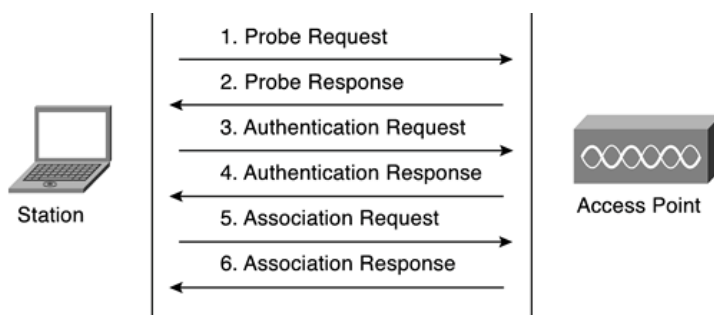 1. Probe Request
2. Probe Response
3. Authentication Request
4. Authentication Response
5. Association Request
6. Association Response
Station
Access Point